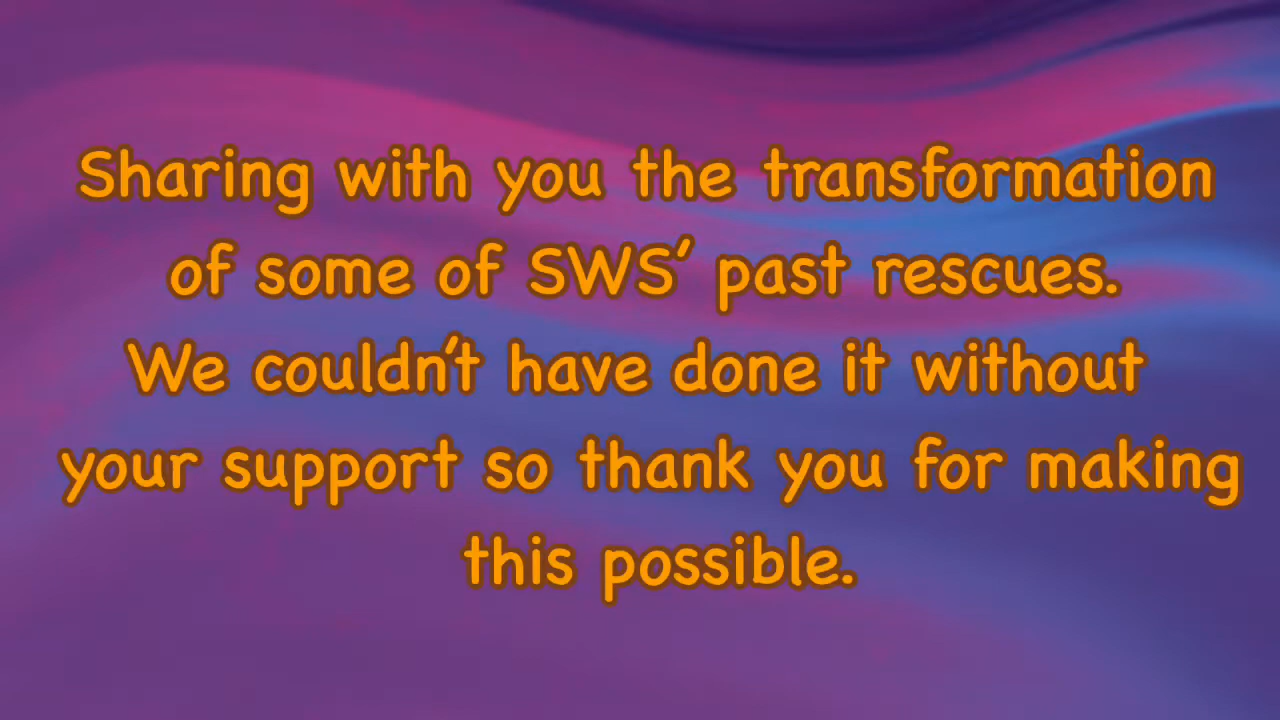 Sharing with you the transformation
of some of SWS’ past rescues.
We couldn’t have done it without
your support so thank you for making
this possible.